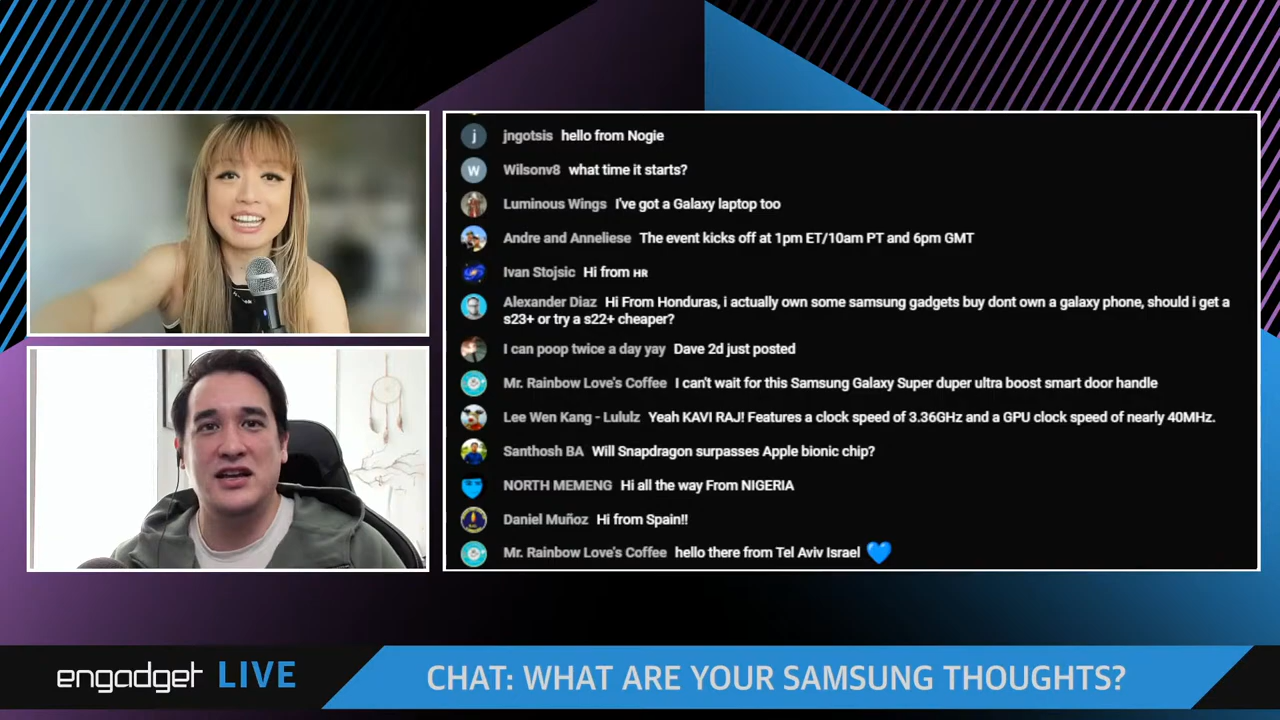 j jngotsis hello from Nogie
W Wilsonv8 what time it starts?
Luminous Wings I've got a Galaxy laptop too
Andre and Anneliese The event kicks off at 1pm ET/10am PT and 6pm GMT
Ivan Stojsic Hi from HR
Alexander Diaz Hi From Honduras, i actually own some samsung gadgets buy dont own a galaxy phone, should i get a
s23+ or try a s22+ cheaper?
I can poop twice a day yay Dave 2d just posted
Mr. Rainbow Love's Coffee I can't wait for this Samsung Galaxy Super duper ultra boost smart door handle
Lee Wen Kang - Lululz Yeah KAVI RAJ! Features a clock speed of 3.36GHz and a GPU clock speed of nearly 40MHz.
Santhosh BA Will Snapdragon surpasses Apple bionic chip?
NORTH MEMENG Hi all the way From NIGERIA
Daniel Muñoz Hi from Spain!!
Mr. Rainbow Love's Coffee hello there from Tel Aviv Israel 💙
engadget LIVE
CHAT: WHAT ARE YOUR SAMSUNG THOUGHTS?